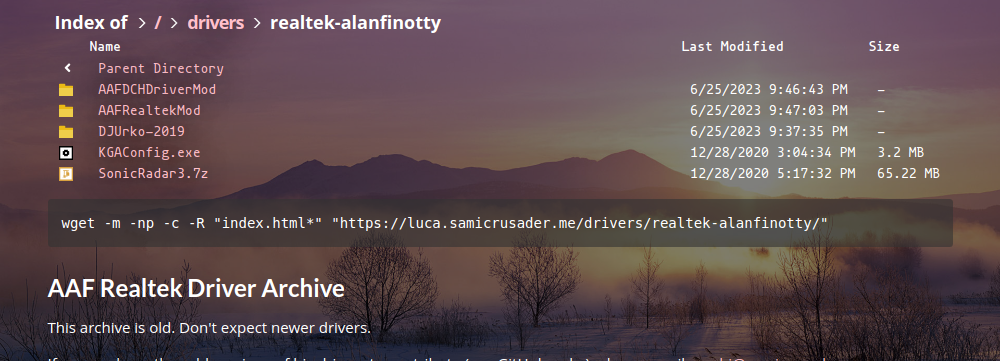 Index of > / > drivers > realtek-alanfinotty
Name Last Modified Size
Parent Directory
AAFDCHDriverMod 6/25/2023 9:46:43 PM –
AAFRealtekMod 6/25/2023 9:47:03 PM –
DJUrko-2019 6/25/2023 9:37:35 PM –
KGAConfig.exe 12/28/2020 3:04:34 PM 3.2 MB
SonicRadar3.7z 12/28/2020 5:17:32 PM 65.22 MB
wget -m -np -c -R "index.html*" "https://luca.samicrusader.me/drivers/realtek-alanfinotty/"
AAF Realtek Driver Archive
This archive is old. Don't expect newer drivers.